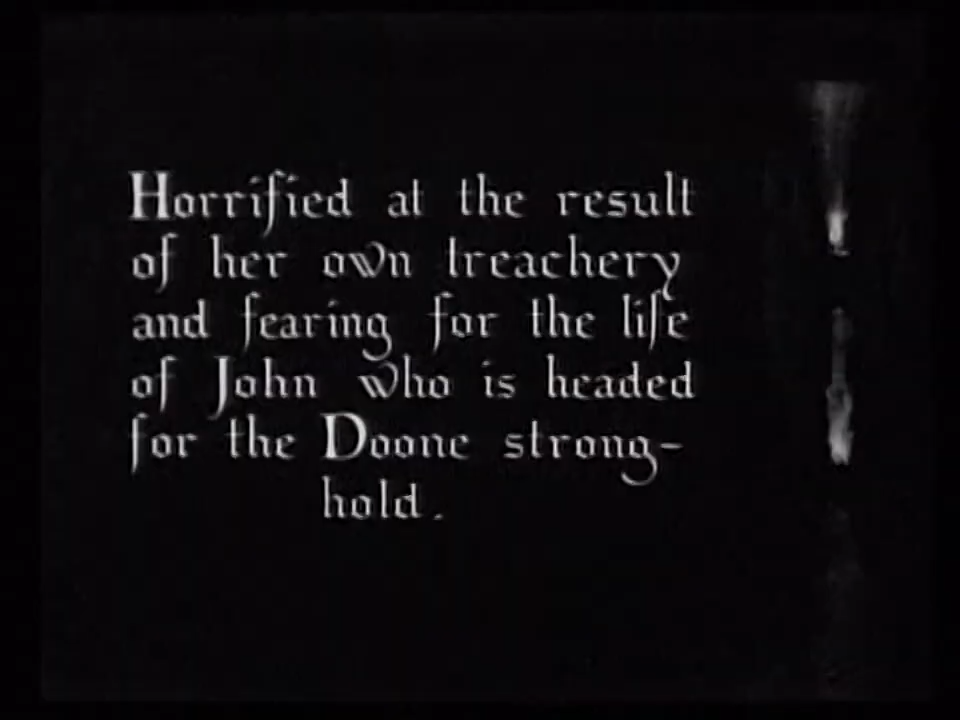 Horrified at the result
of her own treachery
and fearing for the life
of John who is headed
for the Doone strong-
hold.